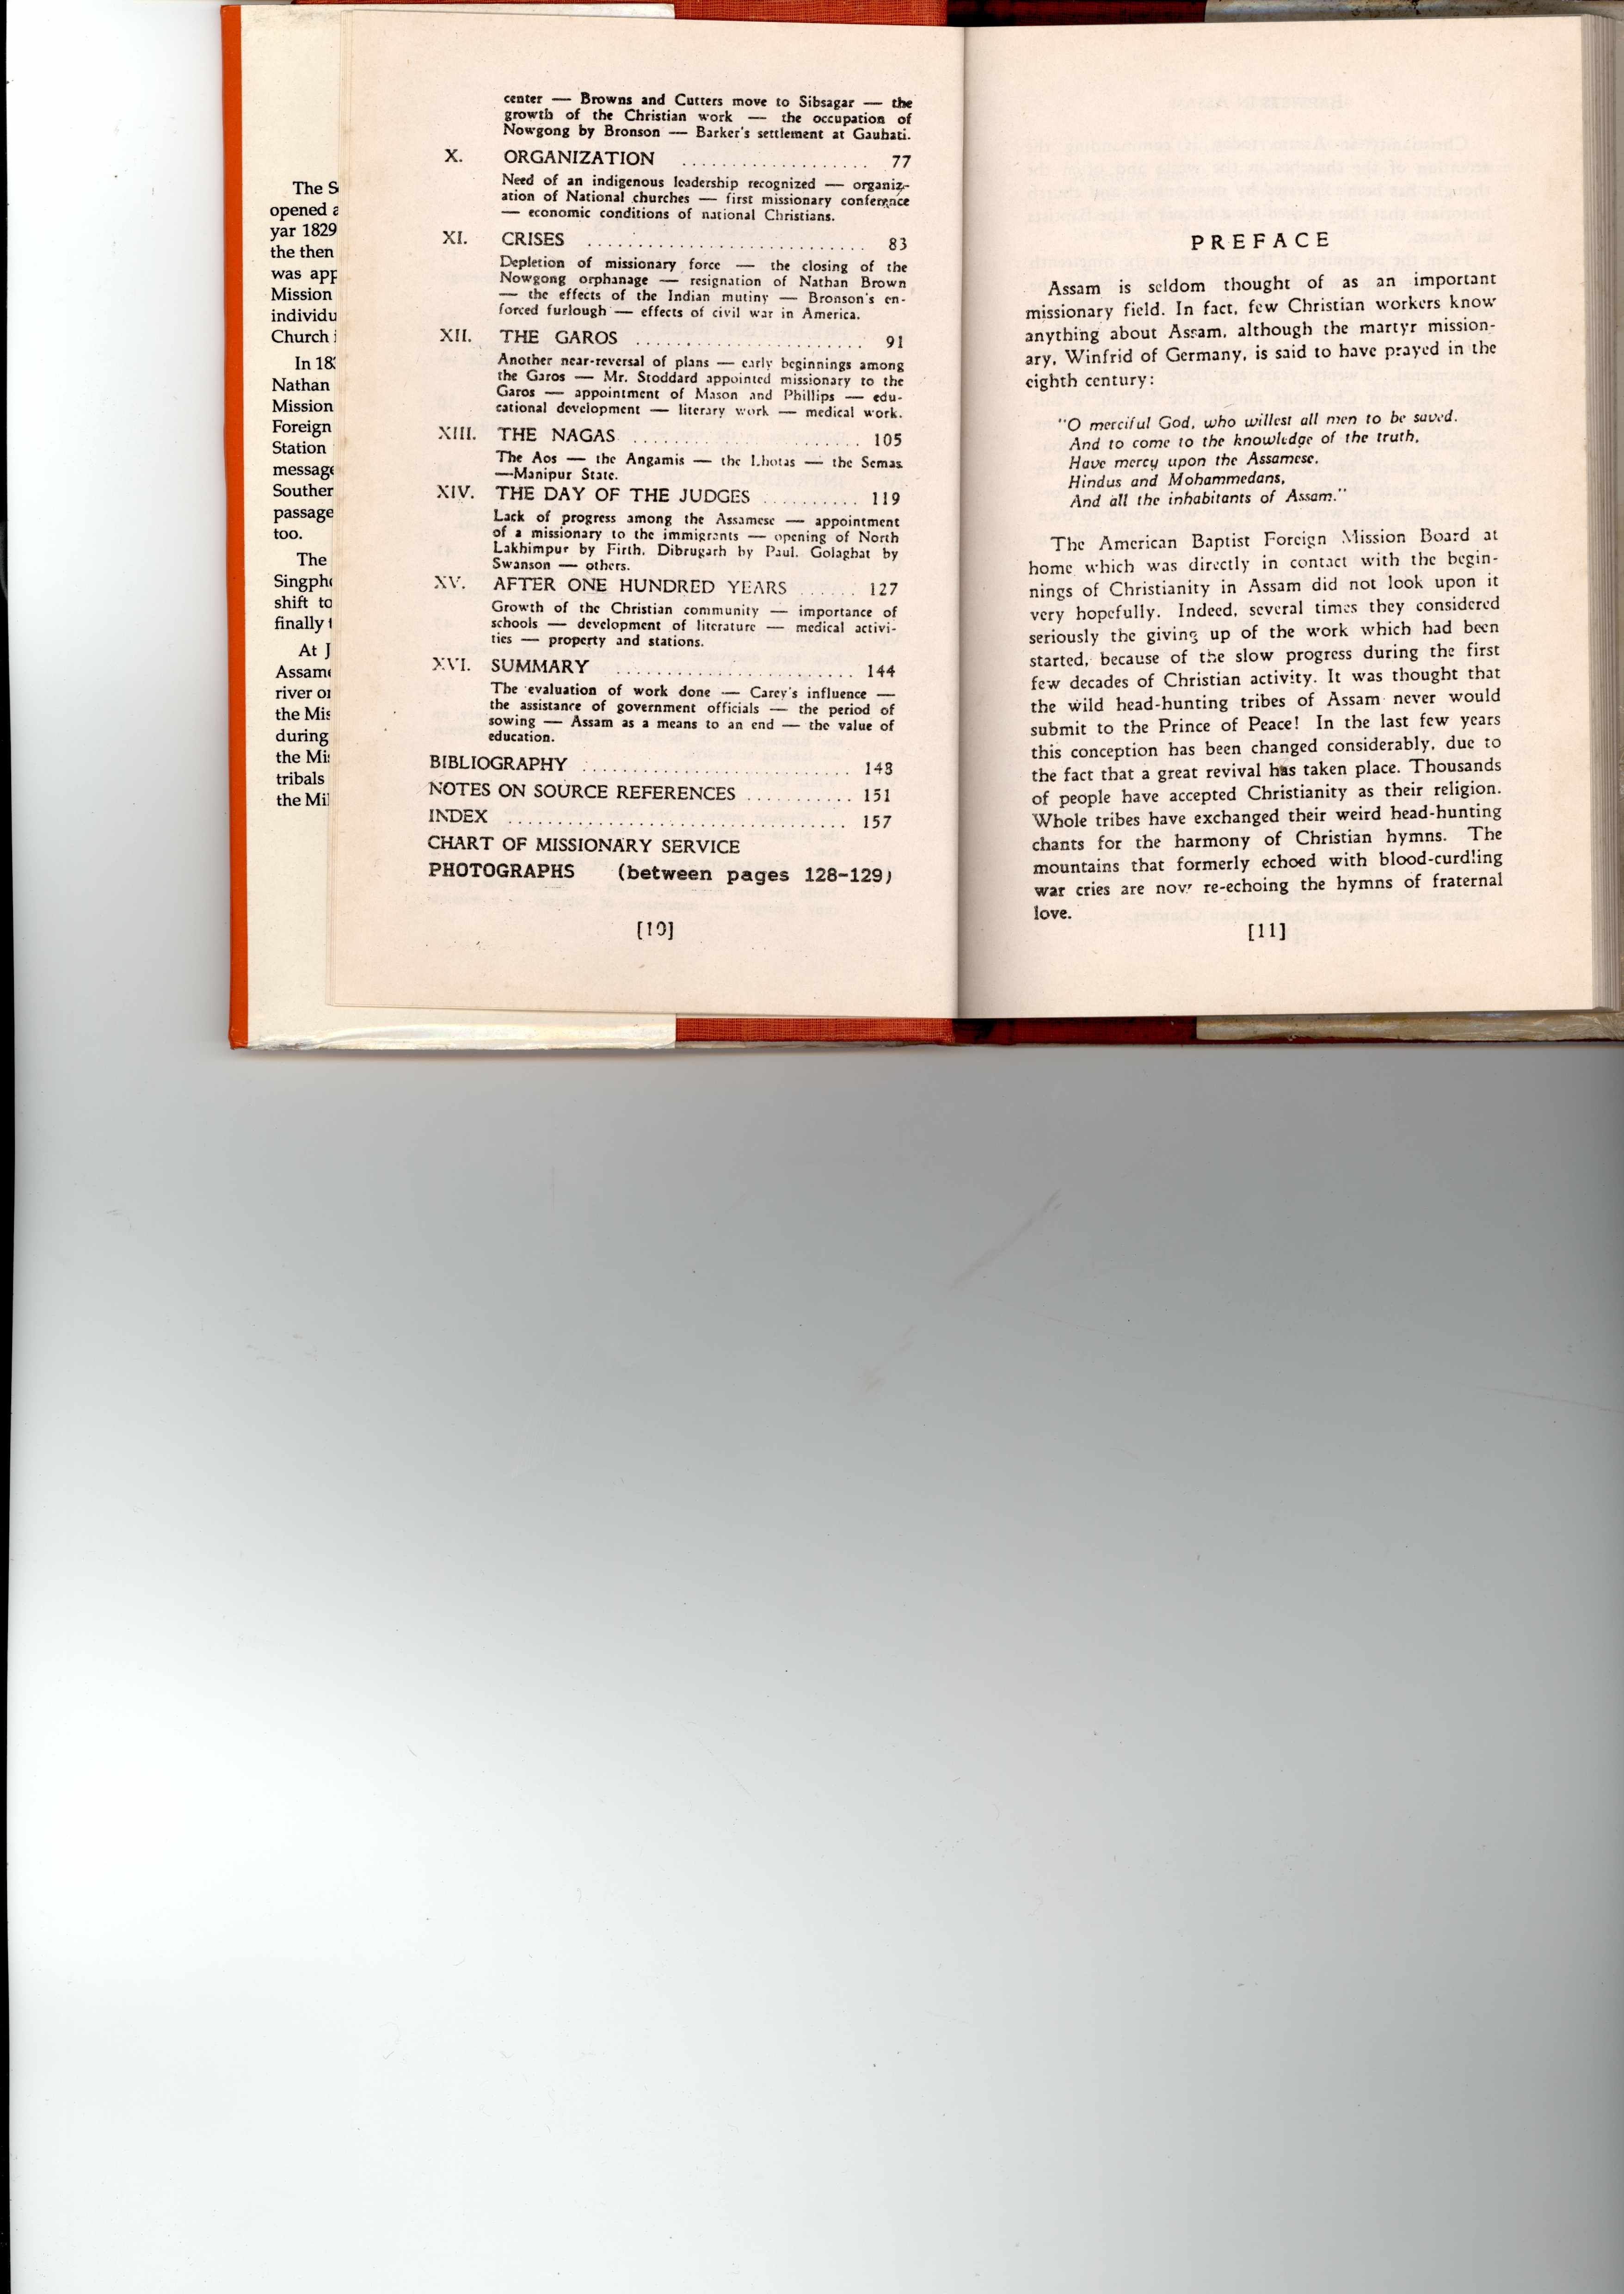 The S
opened a
yar 1829
the then
was app
Mission
individu
Church i
In 18
Nathan
Mission
Foreign
Station
message
Souther
passage
too.
The
Singpho
shift to
finally t
At J
Assame
river or
the Mis
during
the Mis
tribals
the Mil
center — Browns and Cutters move to Sibsagar — the
growth of the Christian work — the occupation of
Nowgong by Bronson — Barker's settlement at Gauhati.
X. ORGANIZATION ................... 77
Need of an indigenous leadership recognized — organiz-
ation of National churches — first missionary conference
— economic conditions of national Christians.
XI. CRISES ........................... 83
Depletion of missionary force — the closing of the
Nowgong orphanage — resignation of Nathan Brown
— the effects of the Indian mutiny — Bronson's en-
forced furlough — effects of civil war in America.
XII. THE GAROS ....................... 91
Another near-reversal of plans — early beginnings among
the Garos — Mr. Stoddard appointed missionary to the
Garos — appointment of Mason and Phillips — edu-
cational development — literary work — medical work.
XIII. THE NAGAS ....................... 105
The Aos — the Angamis — the Lhotas — the Semas
—Manipur State.
XIV. THE DAY OF THE JUDGES .......... 119
Lack of progress among the Assamese — appointment
of a missionary to the immigrants — opening of North
Lakhimpur by Firth, Dibrugarh by Paul, Golaghat by
Swanson — others.
XV. AFTER ONE HUNDRED YEARS ...... 127
Growth of the Christian community — importance of
schools — development of literature — medical activi-
ties — property and stations.
XVI. SUMMARY ........................ 144
The evaluation of work done — Carey's influence —
the assistance of government officials — the period of
sowing — Assam as a means to an end — the value of
education.
BIBLIOGRAPHY ........................... 148
NOTES ON SOURCE REFERENCES ........... 151
INDEX .................................. 157
CHART OF MISSIONARY SERVICE
PHOTOGRAPHS (between pages 128-129)
[10]
PREFACE
Assam is seldom thought of as an important
missionary field. In fact, few Christian workers know
anything about Assam, although the martyr mission-
ary, Winfrid of Germany, is said to have prayed in the
eighth century:
"O merciful God, who willest all men to be saved.
And to come to the knowledge of the truth,
Have mercy upon the Assamese,
Hindus and Mohammedans,
And all the inhabitants of Assam."
The American Baptist Foreign Mission Board at
home which was directly in contact with the begin-
nings of Christianity in Assam did not look upon it
very hopefully. Indeed, several times they considered
seriously the giving up of the work which had been
started, because of the slow progress during the first
few decades of Christian activity. It was thought that
the wild head-hunting tribes of Assam never would
submit to the Prince of Peace! In the last few years
this conception has been changed considerably, due to
the fact that a great revival has taken place. Thousands
of people have accepted Christianity as their religion.
Whole tribes have exchanged their weird head-hunting
chants for the harmony of Christian hymns. The
mountains that formerly echoed with blood-curdling
war cries are now re-echoing the hymns of fraternal
love.
[11]